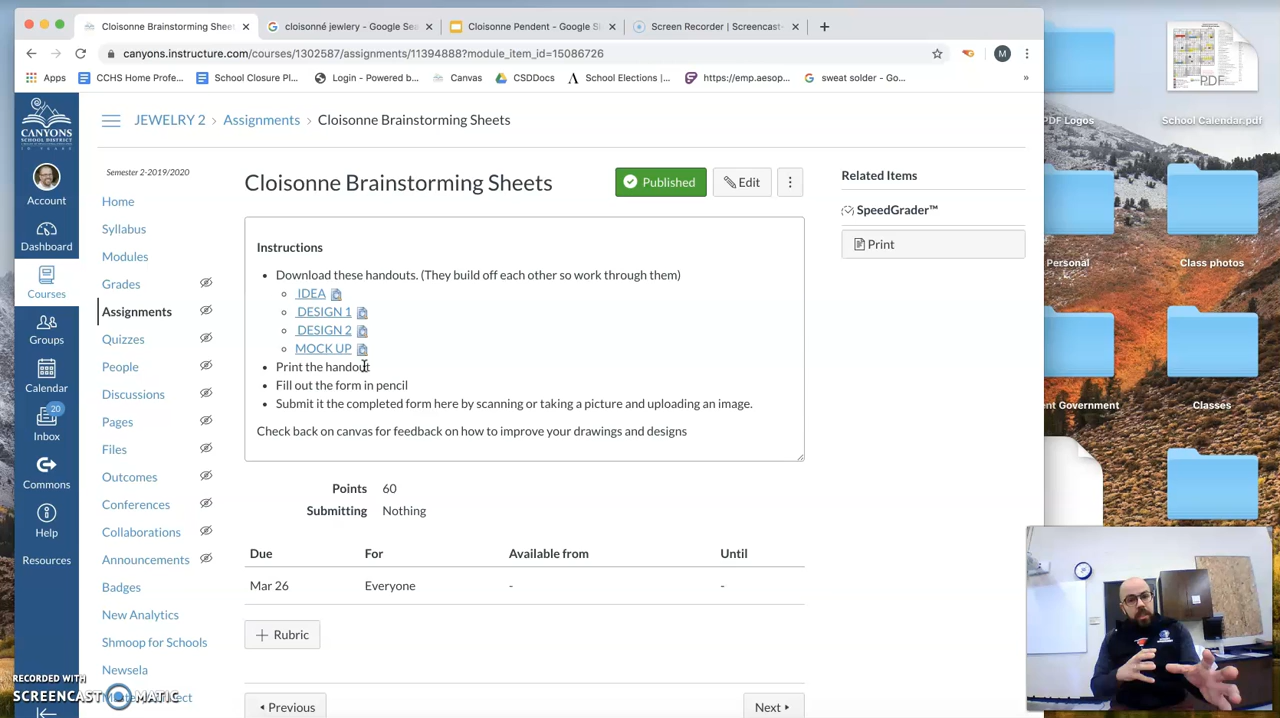 Cloisonne Brainstorming Sheet
cloisonné jewlery - Google Sea
Cloisonne Pendent - Google S
Screen Recorder | Screencast-
canyons.instructure.com/courses/1302587/assignments/11394888?module_item_id=15086726
M
Apps
CCHS Home Profe...
School Closure Pl...
Login - Powered b...
Canvas
CSDDocs
School Elections |...
https://emp.aesop...
sweat solder - Go...
»
PDF
PDF Logos
School Calendar.pdf
CANYONS
SCHOOL DISTRICT
JEWELRY 2 › Assignments › Cloisonne Brainstorming Sheets
Semester 2-2019/2020
Account
Dashboard
Courses
Groups
Calendar
20
Inbox
Commons
Help
Resources
Home
Syllabus
Modules
Grades
Assignments
Quizzes
People
Discussions
Pages
Files
Outcomes
Conferences
Collaborations
Announcements
Badges
New Analytics
Shmoop for Schools
Newsela
Cloisonne Brainstorming Sheets
Published
Edit
Instructions
Download these handouts. (They build off each other so work through them)
IDEA
DESIGN 1
DESIGN 2
MOCK UP
Print the handout
Fill out the form in pencil
Submit it the completed form here by scanning or taking a picture and uploading an image.
Check back on canvas for feedback on how to improve your drawings and designs
Points 60
Submitting Nothing
Due For Available from Until
Mar 26 Everyone - -
Rubric
Previous
Next
Related Items
SpeedGrader™
Print
Personal
Class photos
ent Government
Classes
RECORDED WITH
SCREENCAST MATIC